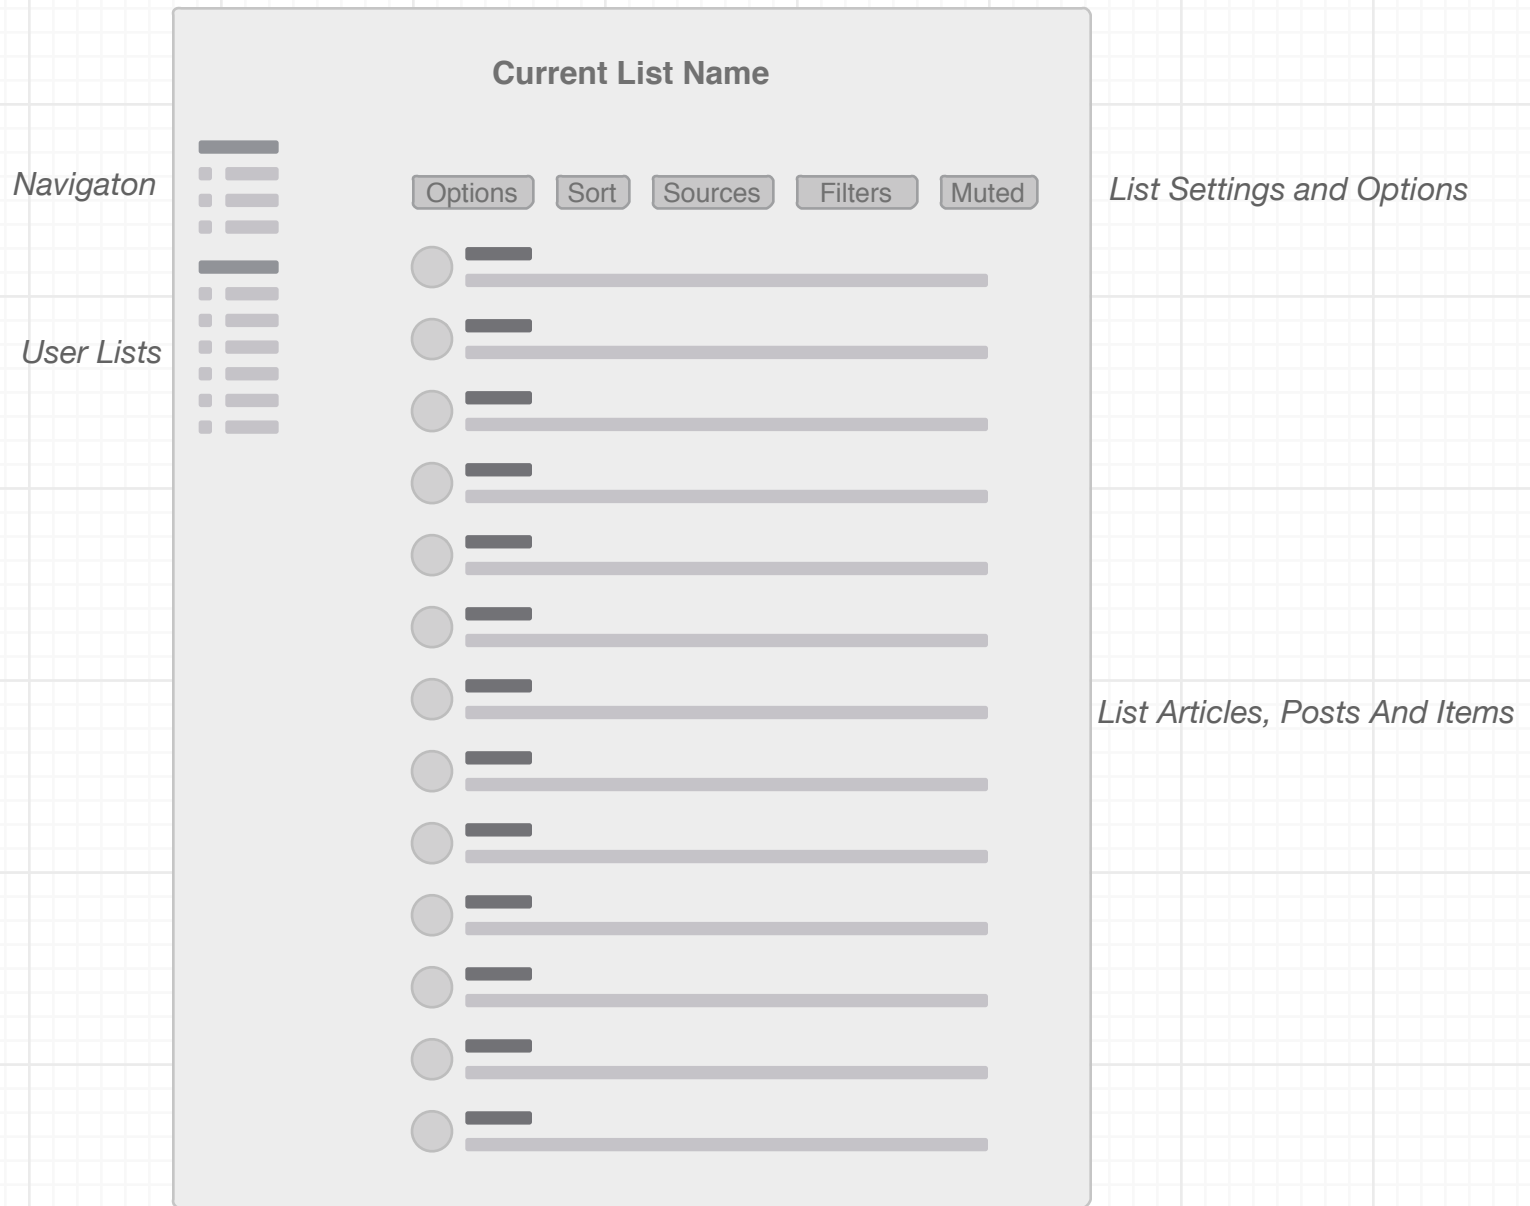 Current List Name
Navigaton
Options Sort Sources Filters Muted
List Settings and Options
User Lists
List Articles, Posts And Items